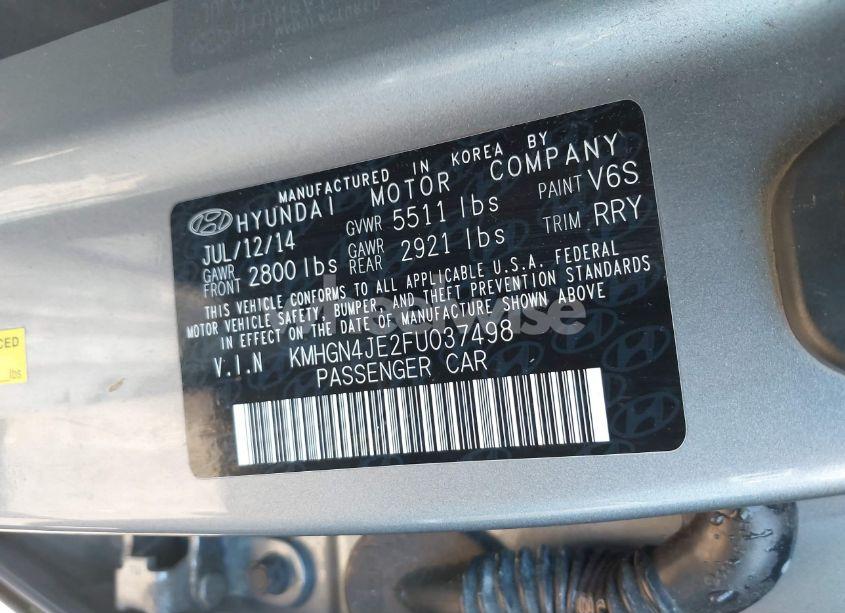 MANUFACTURED IN KOREA BY
HYUNDAI MOTOR COMPANY
JUL/12/14 GVWR 5511 lbs PAINT V6S
GAWR FRONT 2800 lbs GAWR REAR 2921 lbs TRIM RRY
THIS VEHICLE CONFORMS TO ALL APPLICABLE U.S.A. FEDERAL
MOTOR VEHICLE SAFETY, BUMPER, AND THEFT PREVENTION STANDARDS
IN EFFECT ON THE DATE OF MANUFACTURE SHOWN ABOVE
V.I.N KMHGN4JE2FU037498
PASSENGER CAR
lbs